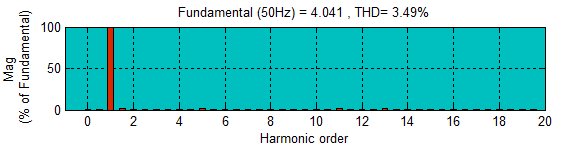 Fundamental (50Hz) = 4.041 , THD= 3.49%
Mag
(% of Fundamental)
100
50
0
0 2 4 6 8 10 12 14 16 18 20
Harmonic order